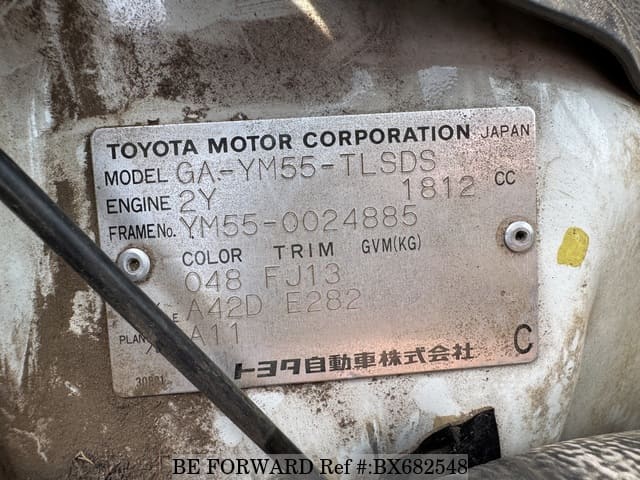 TOYOTA MOTOR CORPORATION JAPAN
MODEL GA-YM55-TLSDS
ENGINE 2Y 1812 CC
FRAME No. YM55-0024885
COLOR TRIM GVM(KG)
048 FJ13
A42D E282
PLAN A11
トヨタ自動車株式会社 C
30801
BE FORWARD Ref #:BX682548